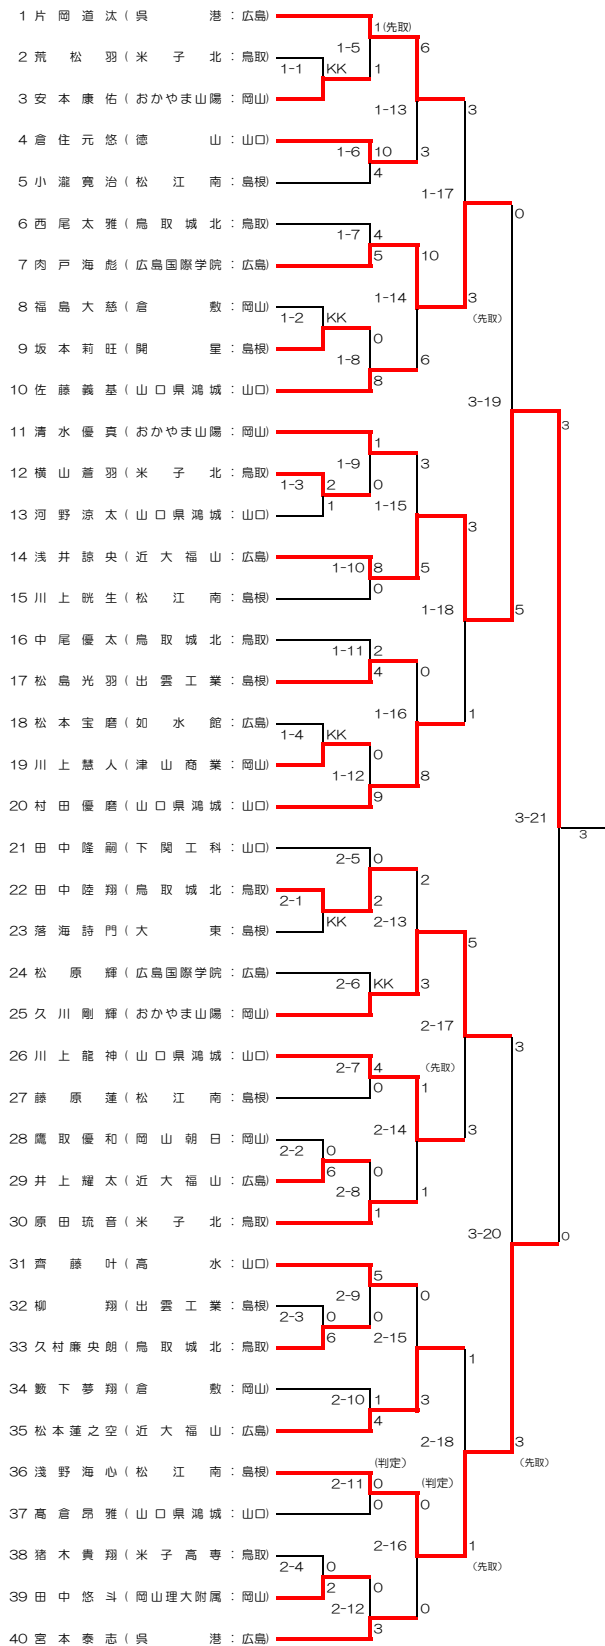 1 片岡道汰 ( 呉港 : 広島)
1(先取)
1-5
6
2 荒松羽 ( 米子北 : 鳥取)
1-1 KK
1
3 安本康佑 ( おかやま山陽 : 岡山)
1-13
3
4 倉住元悠 ( 徳山 : 山口)
1-6 10
3
4
5 小瀧寛治 ( 松江南 : 島根)
1-17
0
6 西尾太雅 ( 鳥取城北 : 鳥取)
1-7 4
5
10
7 肉戸海彪 ( 広島国際学院 : 広島)
1-14
3
8 福島大慈 ( 倉敷 : 岡山)
1-2 KK
(先取)
0
9 坂本莉旺 ( 開星 : 島根)
1-8
6
8
10 佐藤義基 ( 山口県鴻城 : 山口)
3-19
11 清水優真 ( おかやま山陽 : 岡山)
3
1
1-9
3
12 横山蒼羽 ( 米子北 : 鳥取)
1-3 2
0
1
1-15
13 河野涼太 ( 山口県鴻城 : 山口)
3
14 浅井諒央 ( 近大福山 : 広島)
1-10 8
5
0
15 川上晄生 ( 松江南 : 島根)
1-18
5
16 中尾優太 ( 鳥取城北 : 鳥取)
1-11 2
4
0
17 松島光羽 ( 出雲工業 : 島根)
1-16
1
18 松本宝磨 ( 如水館 : 広島)
1-4 KK
0
19 川上慧人 ( 津山商業 : 岡山)
1-12
8
9
20 村田優磨 ( 山口県鴻城 : 山口)
3-21
3
21 田中隆嗣 ( 下関工科 : 山口)
2-5 0
2
22 田中陸翔 ( 鳥取城北 : 鳥取)
2-1
2
KK
2-13
23 落海詩門 ( 大東 : 島根)
5
24 松原輝 ( 広島国際学院 : 広島)
2-6 KK
3
25 久川剛輝 ( おかやま山陽 : 岡山)
2-17
3
26 川上龍神 ( 山口県鴻城 : 山口)
2-7 4
(先取)
0
1
27 藤原蓮 ( 松江南 : 島根)
2-14
3
28 鷹取優和 ( 岡山朝日 : 岡山)
2-2 0
6
0
29 井上耀太 ( 近大福山 : 広島)
2-8
1
1
30 原田琉音 ( 米子北 : 鳥取)
3-20
0
31 齊藤叶 ( 高水 : 山口)
5
2-9
0
32 柳翔 ( 出雲工業 : 島根)
2-3 0
0
6
2-15
33 久村廉央朗 ( 鳥取城北 : 鳥取)
1
34 籔下夢翔 ( 倉敷 : 岡山)
2-10 1
3
4
35 松本蓮之空 ( 近大福山 : 広島)
2-18
3
(先取)
(判定)
36 淺野海心 ( 松江南 : 島根)
2-11 0
(判定)
0
0
37 髙倉昂雅 ( 山口県鴻城 : 山口)
2-16
1
38 猪木貴翔 ( 米子高専 : 鳥取)
2-4 0
(先取)
2
0
39 田中悠斗 ( 岡山理大附属 : 岡山)
2-12
0
3
40 宮本泰志 ( 呉港 : 広島)